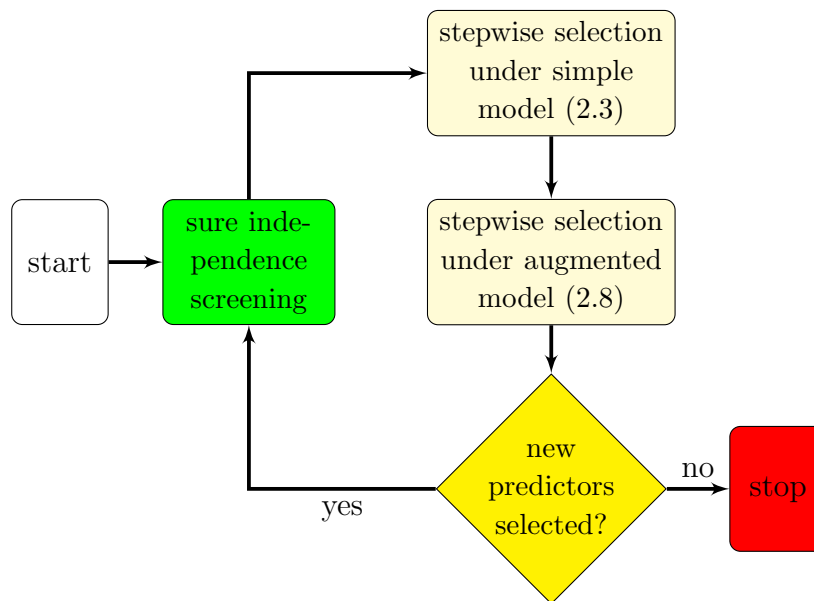 stepwise selection
under simple
model (2.3)
start
sure inde-
pendence
screening
stepwise selection
under augmented
model (2.8)
new
predictors
selected?
yes
no
stop